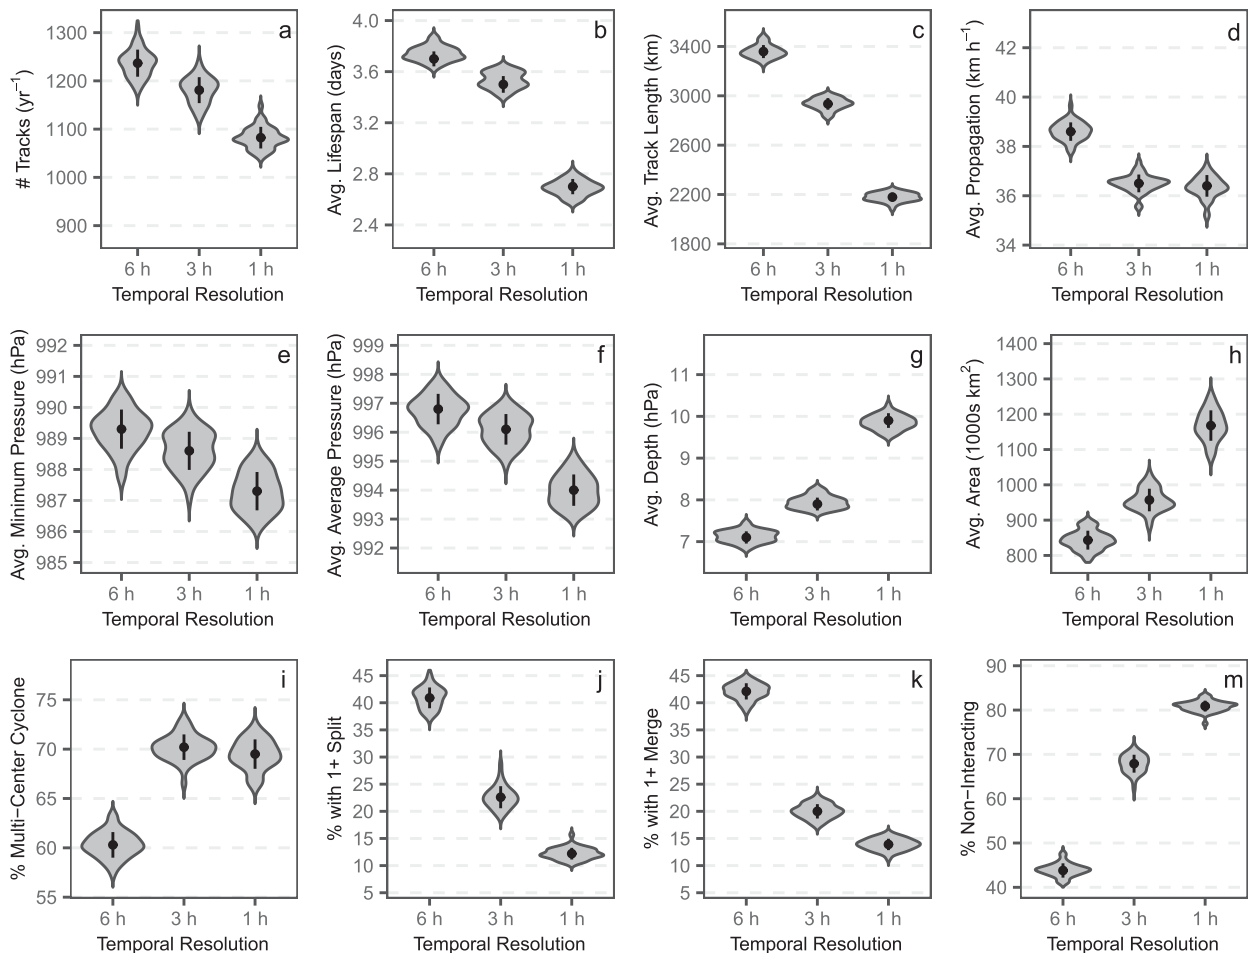 a
# Tracks (yr⁻¹)
1300
1200
1100
1000
900
6 h 3 h 1 h
Temporal Resolution
b
Avg. Lifespan (days)
4.0
3.6
3.2
2.8
2.4
6 h 3 h 1 h
Temporal Resolution
c
Avg. Track Length (km)
3400
3000
2600
2200
1800
6 h 3 h 1 h
Temporal Resolution
d
Avg. Propagation (km h⁻¹)
42
40
38
36
34
6 h 3 h 1 h
Temporal Resolution
e
Avg. Minimum Pressure (hPa)
992
991
990
989
988
987
986
985
6 h 3 h 1 h
Temporal Resolution
f
Avg. Average Pressure (hPa)
999
998
997
996
995
994
993
992
6 h 3 h 1 h
Temporal Resolution
g
Avg. Depth (hPa)
11
10
9
8
7
6 h 3 h 1 h
Temporal Resolution
h
Avg. Area (1000s km²)
1400
1300
1200
1100
1000
900
800
6 h 3 h 1 h
Temporal Resolution
i
% Multi−Center Cyclone
75
70
65
60
55
6 h 3 h 1 h
Temporal Resolution
j
% with 1+ Split
45
40
35
30
25
20
15
10
5
6 h 3 h 1 h
Temporal Resolution
k
% with 1+ Merge
45
40
35
30
25
20
15
10
5
6 h 3 h 1 h
Temporal Resolution
m
% Non−Interacting
90
80
70
60
50
40
6 h 3 h 1 h
Temporal Resolution